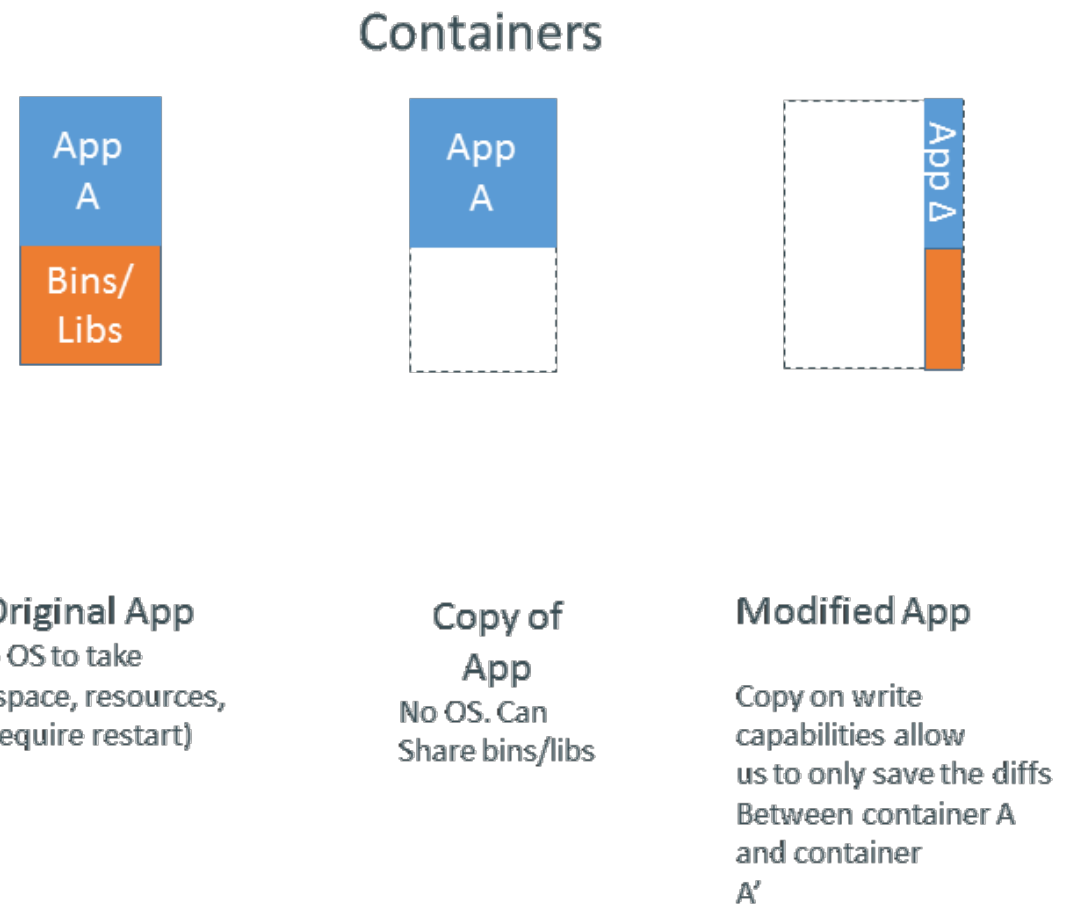 Containers
App
A
Bins/
Libs
App
A
App Δ
Original App
OS to take
space, resources,
equire restart)
Copy of
App
No OS. Can
Share bins/libs
Modified App
Copy on write
capabilities allow
us to only save the diffs
Between container A
and container
A'